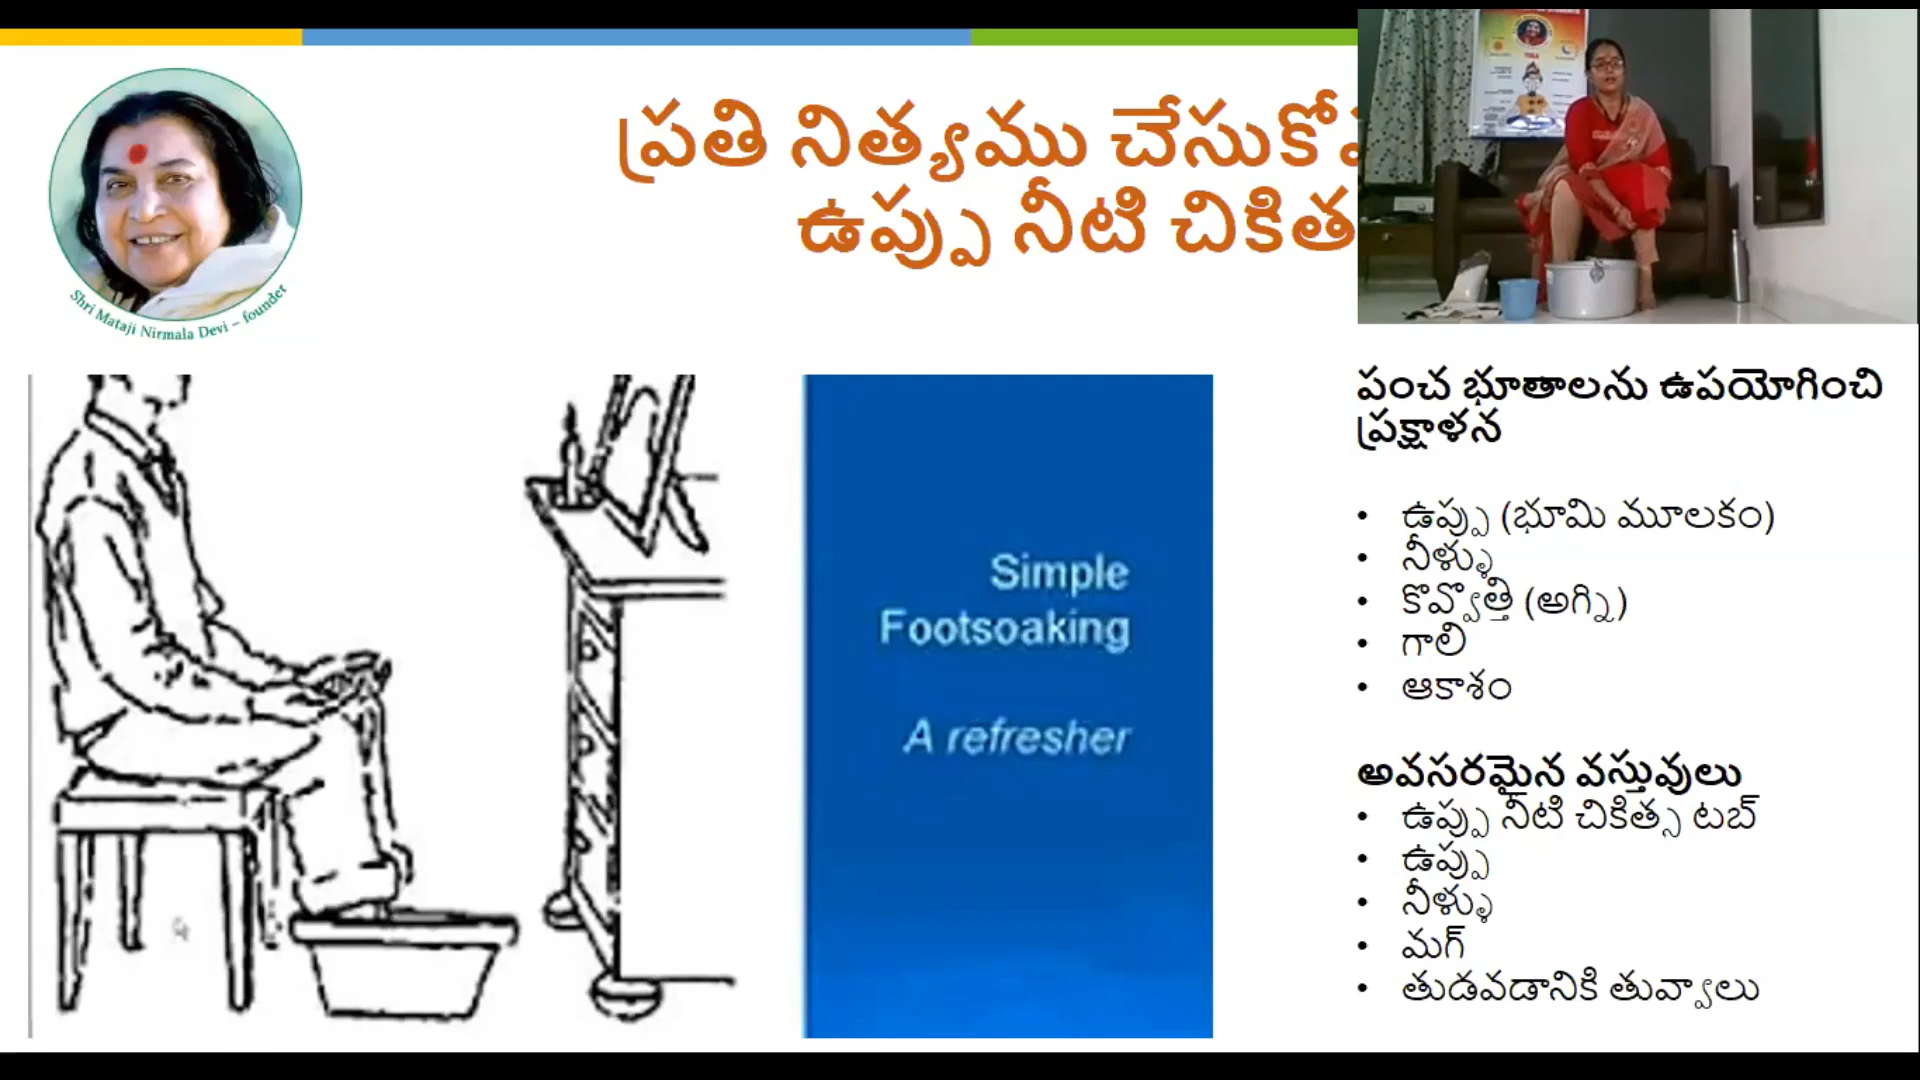 ప్రతి నిత్యము
ఉప్పు నీటి
Shri Mataji Nirmala Devi – founder
Simple
Footsoaking
A refresher
పంచ భూతాలను ఉపయోగించి
ప్రక్షాళన
• ఉప్పు (భూమి మూలకం)
• నీళ్ళు
• కొవ్వొత్తి (అగ్ని)
• గాలి
• ఆకాశం
అవసరమైన వస్తువులు
• ఉప్పు నీటి చికిత్స టబ్
• ఉప్పు
• నీళ్ళు
• మగ్
• తుడవడానికి తువ్వాలు